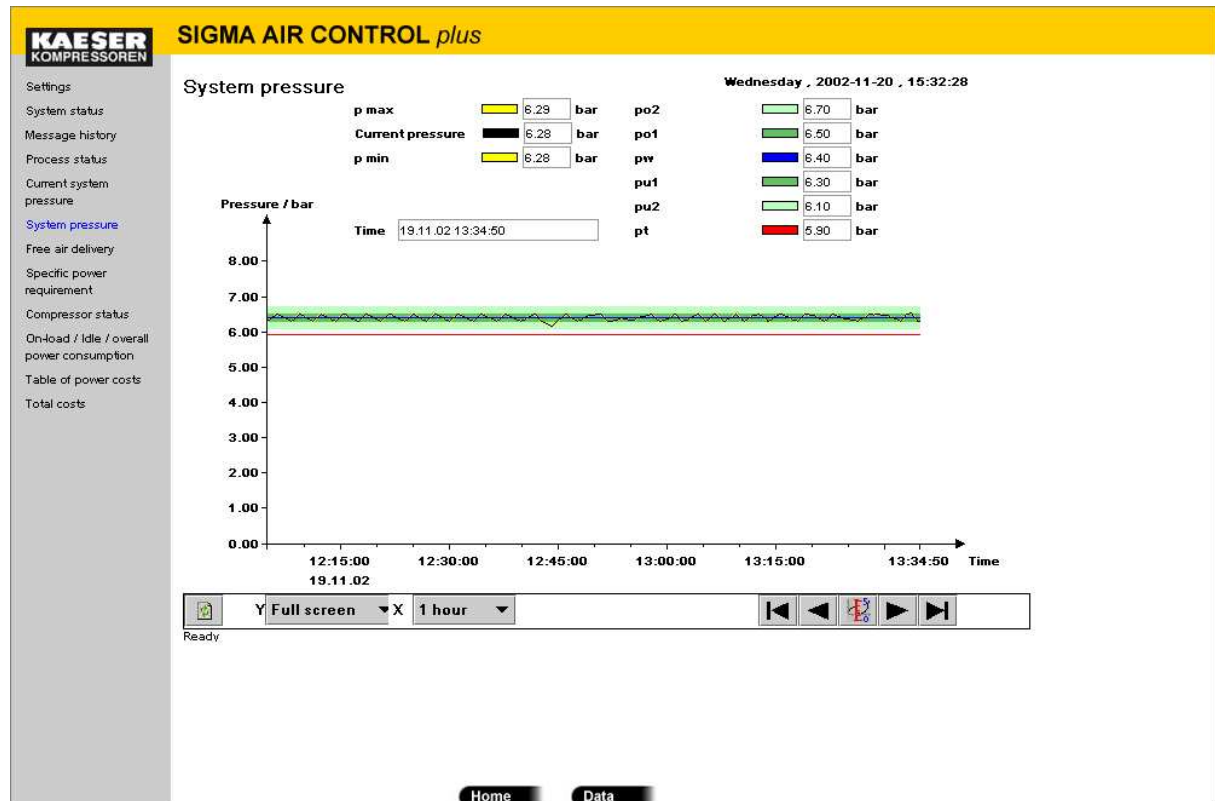 KAESER
KOMPRESSOREN
SIGMA AIR CONTROL plus
Settings
System status
Message history
Process status
Current system
pressure
System pressure
Free air delivery
Specific power
requirement
Compressor status
On-load / Idle / overall
power consumption
Table of power costs
Total costs
System pressure
Wednesday , 2002-11-20 , 15:32:28
p max 6.29 bar po2 6.70 bar
Current pressure 6.28 bar po1 6.50 bar
p min 6.28 bar pw 6.40 bar
pu1 6.30 bar
Pressure / bar pu2 6.10 bar
Time 19.11.02 13:34:50 pt 5.90 bar
8.00
7.00
6.00
5.00
4.00
3.00
2.00
1.00
0.00
12:15:00 12:30:00 12:45:00 13:00:00 13:15:00 13:34:50 Time
19.11.02
Y Full screen X 1 hour
Ready
Home Data